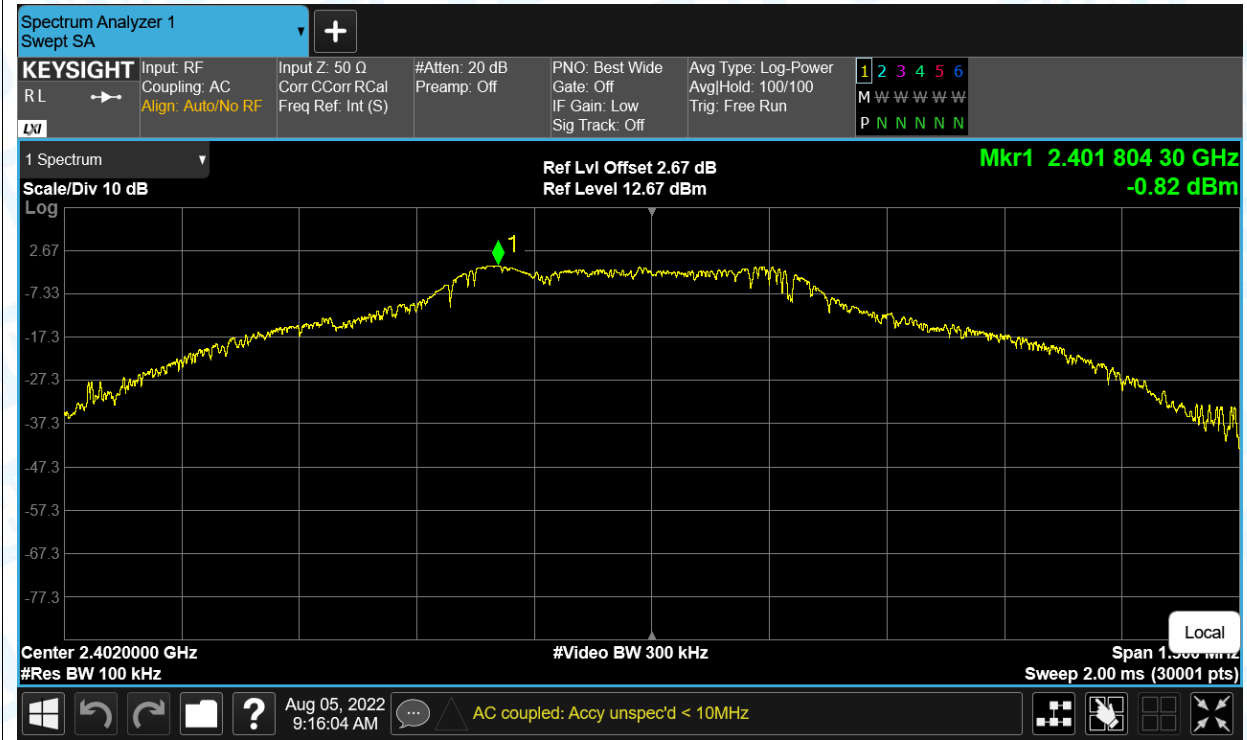 Spectrum Analyzer 1
Swept SA
KEYSIGHT
R L
LXI
Input: RF
Coupling: AC
Align: Auto/No RF
Input Z: 50 Ω
Corr CCorr RCal
Freq Ref: Int (S)
#Atten: 20 dB
Preamp: Off
PNO: Best Wide
Gate: Off
IF Gain: Low
Sig Track: Off
Avg Type: Log-Power
Avg|Hold: 100/100
Trig: Free Run
1 2 3 4 5 6
M W W W W W
P N N N N N
1 Spectrum
Scale/Div 10 dB
Log
Ref Lvl Offset 2.67 dB
Ref Level 12.67 dBm
Mkr1 2.401 804 30 GHz
-0.82 dBm
1
2.67
-7.33
-17.3
-27.3
-37.3
-47.3
-57.3
-67.3
-77.3
Local
Center 2.4020000 GHz
#Res BW 100 kHz
#Video BW 300 kHz
Span
Sweep 2.00 ms (30001 pts)
?
Aug 05, 2022
9:16:04 AM
AC coupled: Accy unspec'd < 10MHz